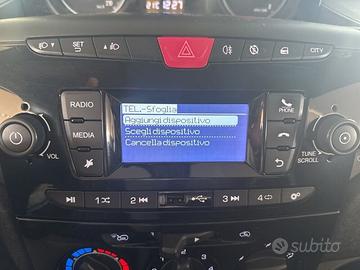 SET
CITY
RADIO
MEDIA
VOL
TEL.-Sfoglia
Aggiungi dispositivo
Scegli dispositivo
Cancella dispositivo
PHONE
TUNE
SCROLL
1
2
3
4
subito